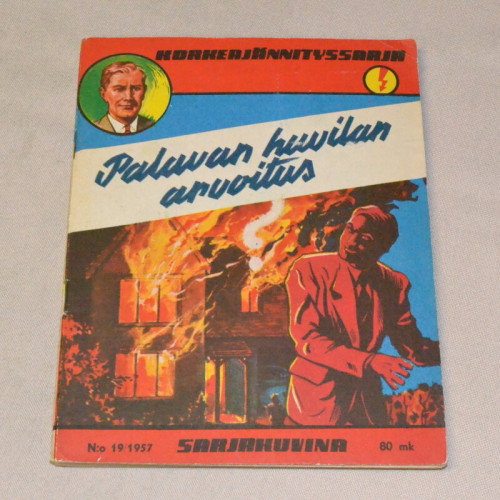 KORKEAJÄNNITYSSARJA
Palavan huvilan
arvoitus
N:o 19 1957
SARJAKUVINA
80 mk